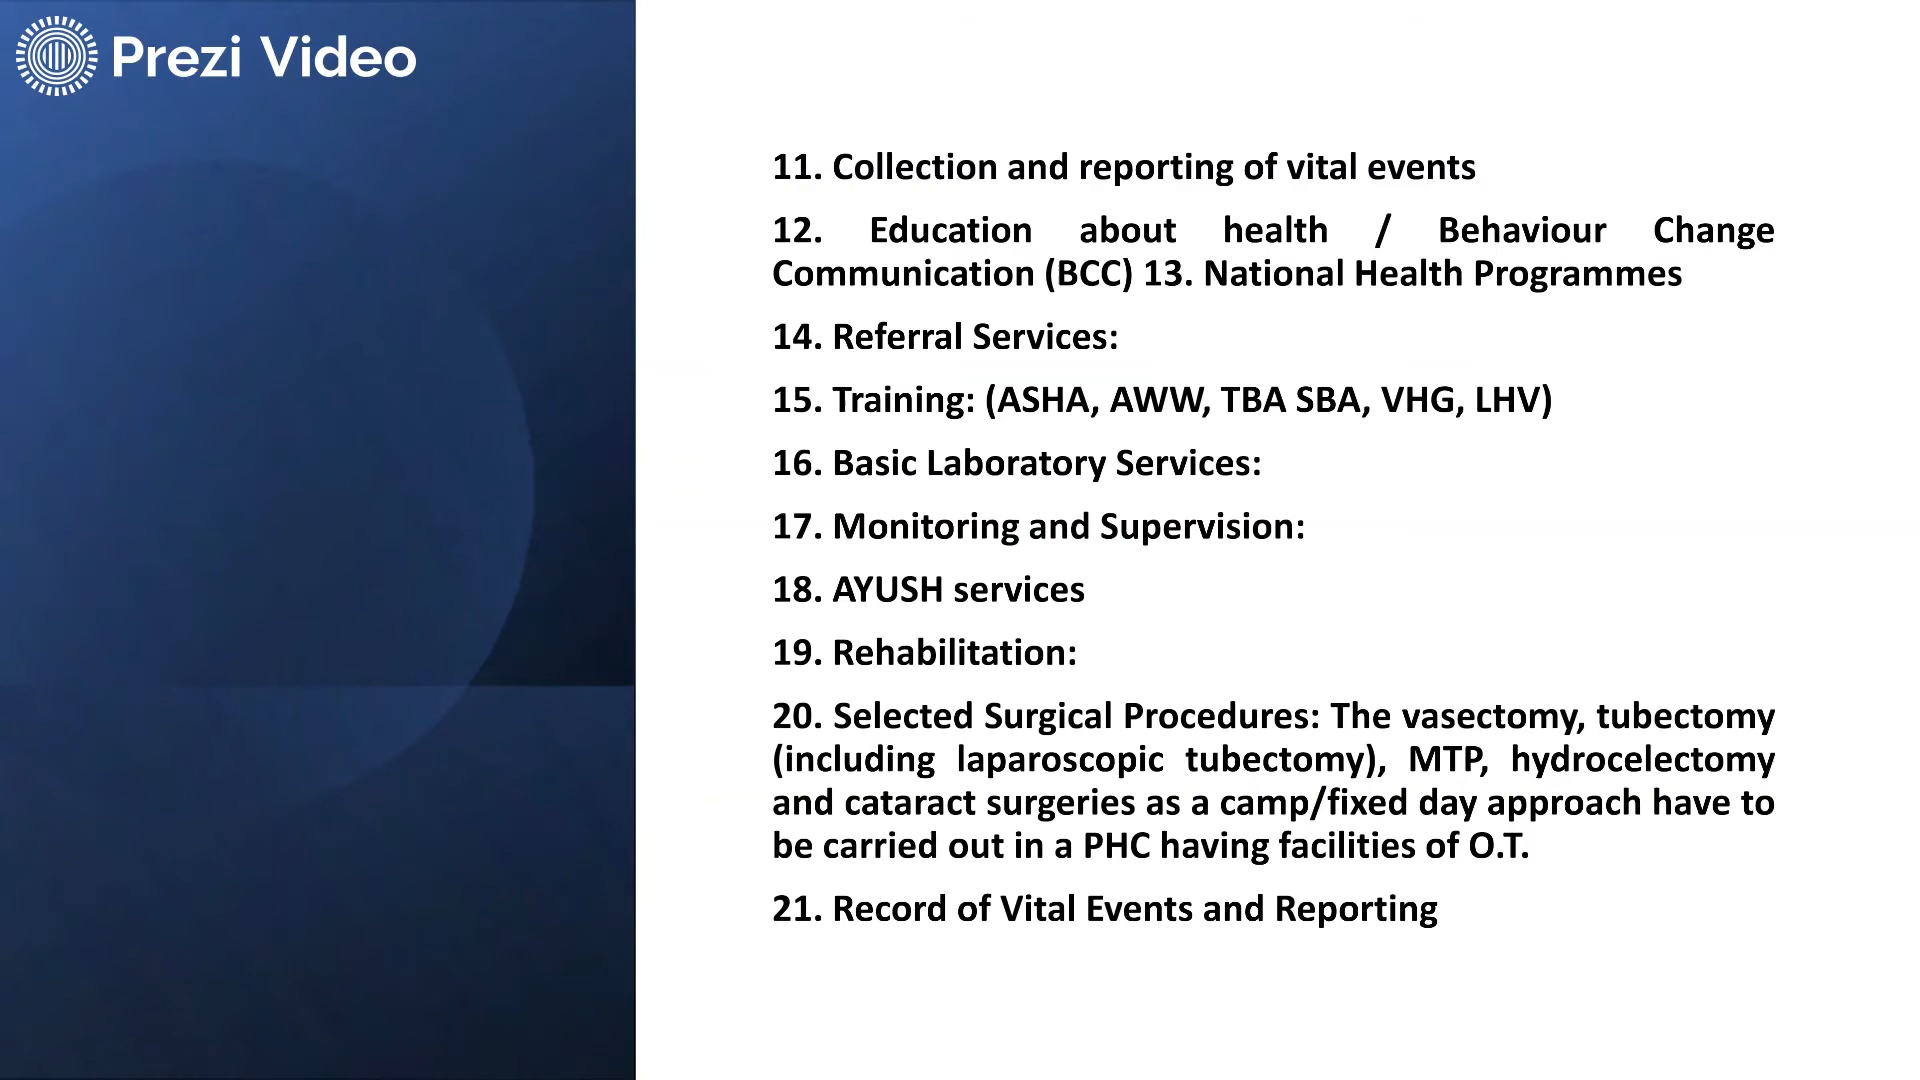 Prezi Video
11. Collection and reporting of vital events
12. Education about health / Behaviour Change
Communication (BCC) 13. National Health Programmes
14. Referral Services:
15. Training: (ASHA, AWW, TBA SBA, VHG, LHV)
16. Basic Laboratory Services:
17. Monitoring and Supervision:
18. AYUSH services
19. Rehabilitation:
20. Selected Surgical Procedures: The vasectomy, tubectomy
(including laparoscopic tubectomy), MTP, hydrocelectomy
and cataract surgeries as a camp/fixed day approach have to
be carried out in a PHC having facilities of O.T.
21. Record of Vital Events and Reporting